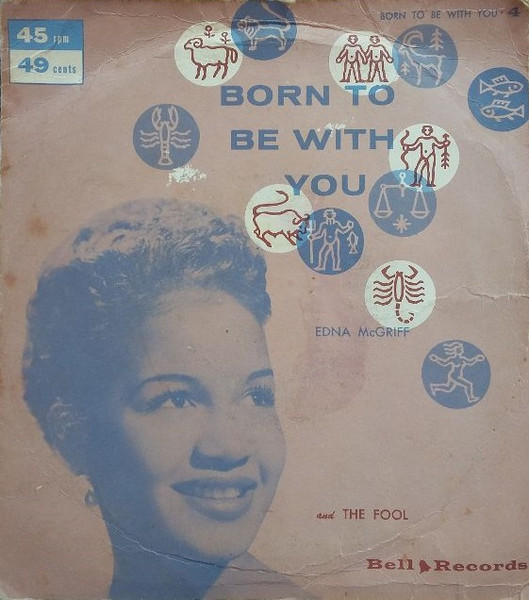 45 rpm
49 cents
BORN TO BE WITH YOU • 4
BORN TO
BE WITH
YOU
EDNA McGRIFF
and THE FOOL
Bell Records